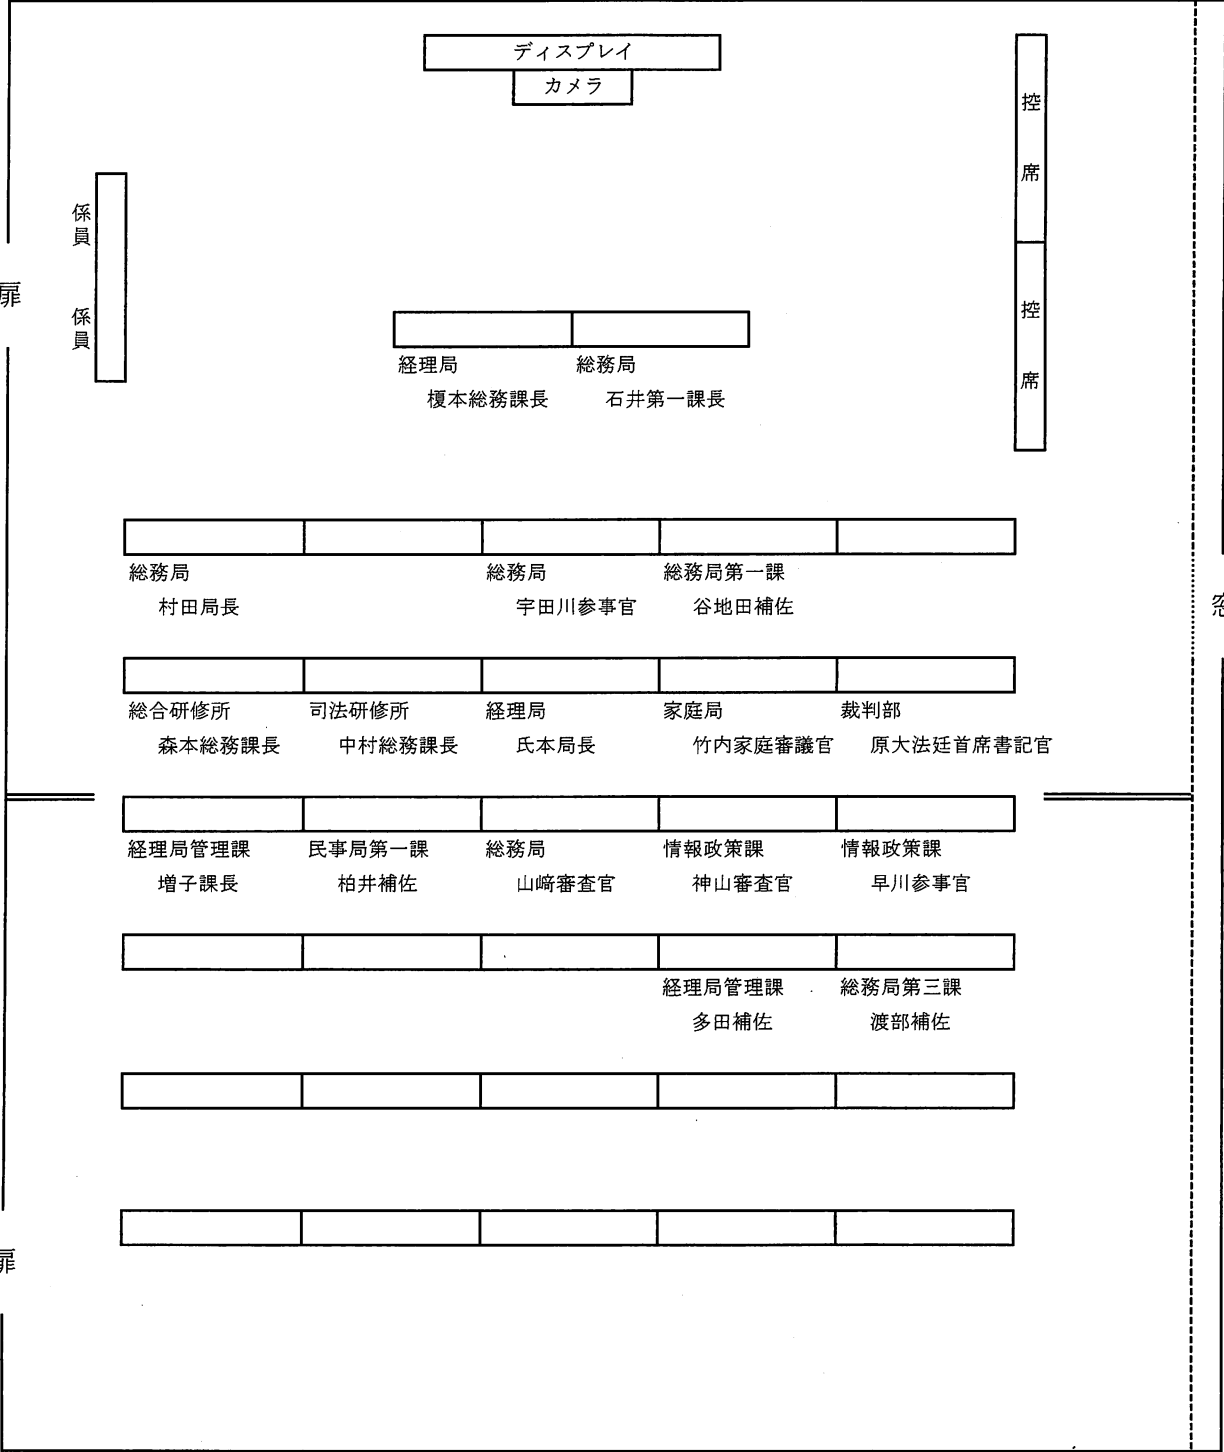 ディスプレイ
カメラ
控席
控席
係員
係員
扉
経理局
榎本総務課長
総務局
石井第一課長
総務局
村田局長
総務局
宇田川参事官
総務局第一課
谷地田補佐
窓
総合研修所
森本総務課長
司法研修所
中村総務課長
経理局
氏本局長
家庭局
竹内家庭審議官
裁判部
原大法廷首席書記官
経理局管理課
増子課長
民事局第一課
柏井補佐
総務局
山﨑審査官
情報政策課
神山審査官
情報政策課
早川参事官
経理局管理課
多田補佐
総務局第三課
渡部補佐
扉